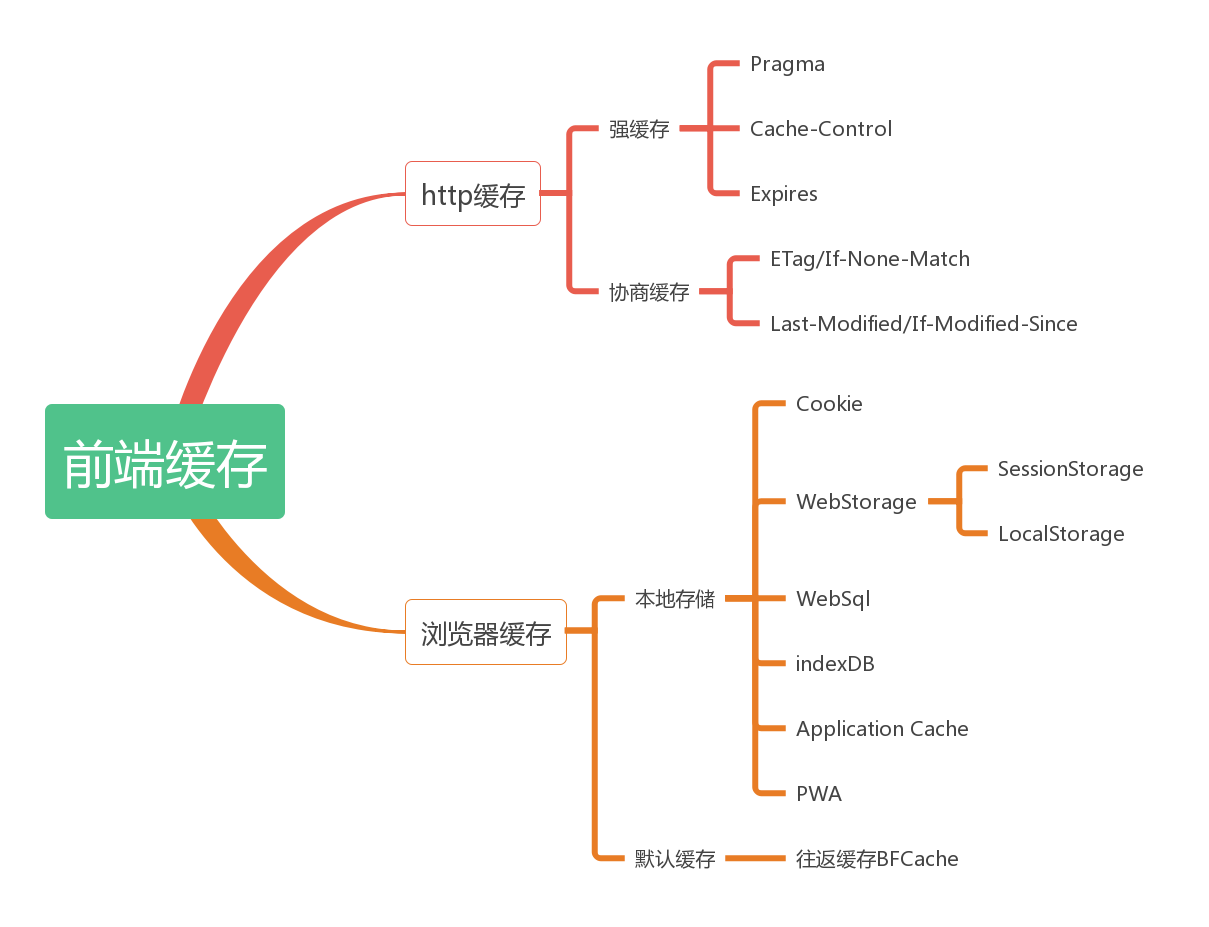 前端缓存
http缓存
强缓存
Pragma
Cache-Control
Expires
协商缓存
ETag/If-None-Match
Last-Modified/If-Modified-Since
浏览器缓存
本地存储
Cookie
WebStorage
SessionStorage
LocalStorage
WebSql
indexDB
Application Cache
PWA
默认缓存
往返缓存BFCache